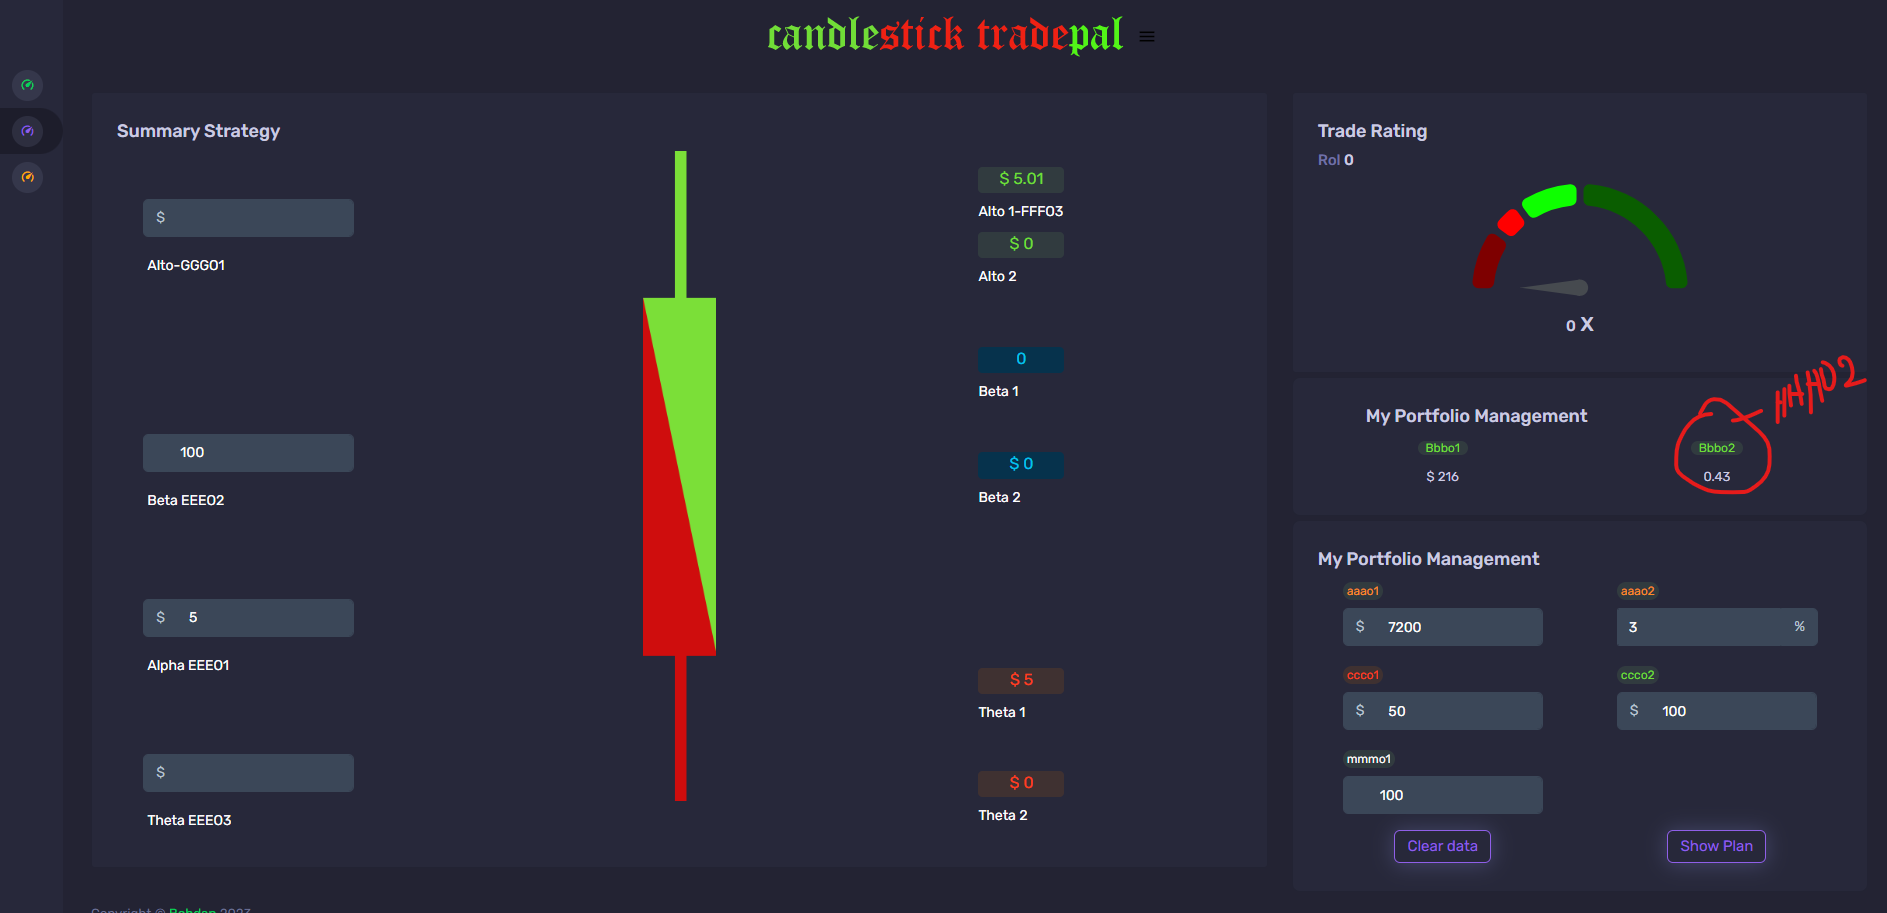 candlestick tradepal
Summary Strategy
$
Alto-GGG01
100
Beta EEE02
$ 5
Alpha EEE01
$
Theta EEE03
$ 5.01
Alto 1-FFF03
$ 0
Alto 2
0
Beta 1
$ 0
Beta 2
$ 5
Theta 1
$ 0
Theta 2
Trade Rating
RoI 0
0 X
My Portfolio Management
Bbbo1
$ 216
Bbbo2
0.43
HHH02
My Portfolio Management
aaao1
$ 7200
aaao2
3 %
ccco1
$ 50
ccco2
$ 100
mmmo1
100
Clear data
Show Plan
Copyright © Bohdan 2023